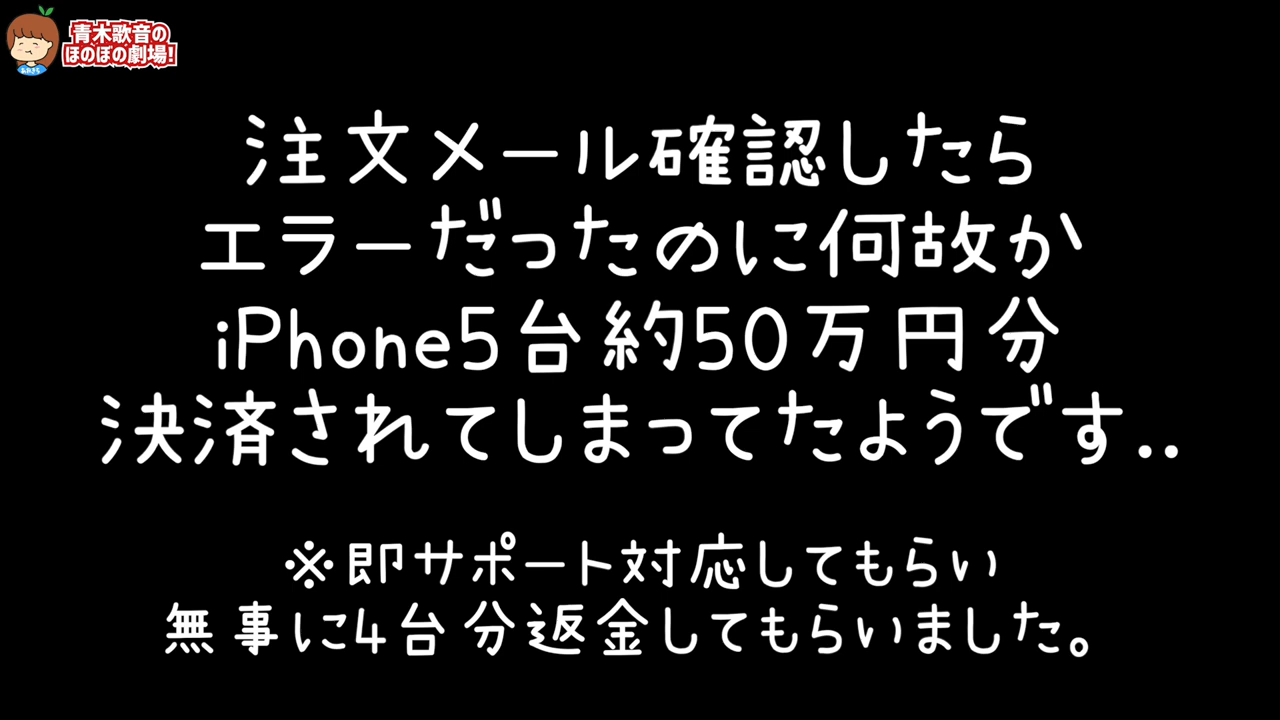 青木歌音の
ほのぼの劇場!
注文メール確認したら
エラーだったのに何故か
iPhone5台約50万円分
決済されてしまってたようです..
※即サポート対応してもらい
無事に4台分返金してもらいました。